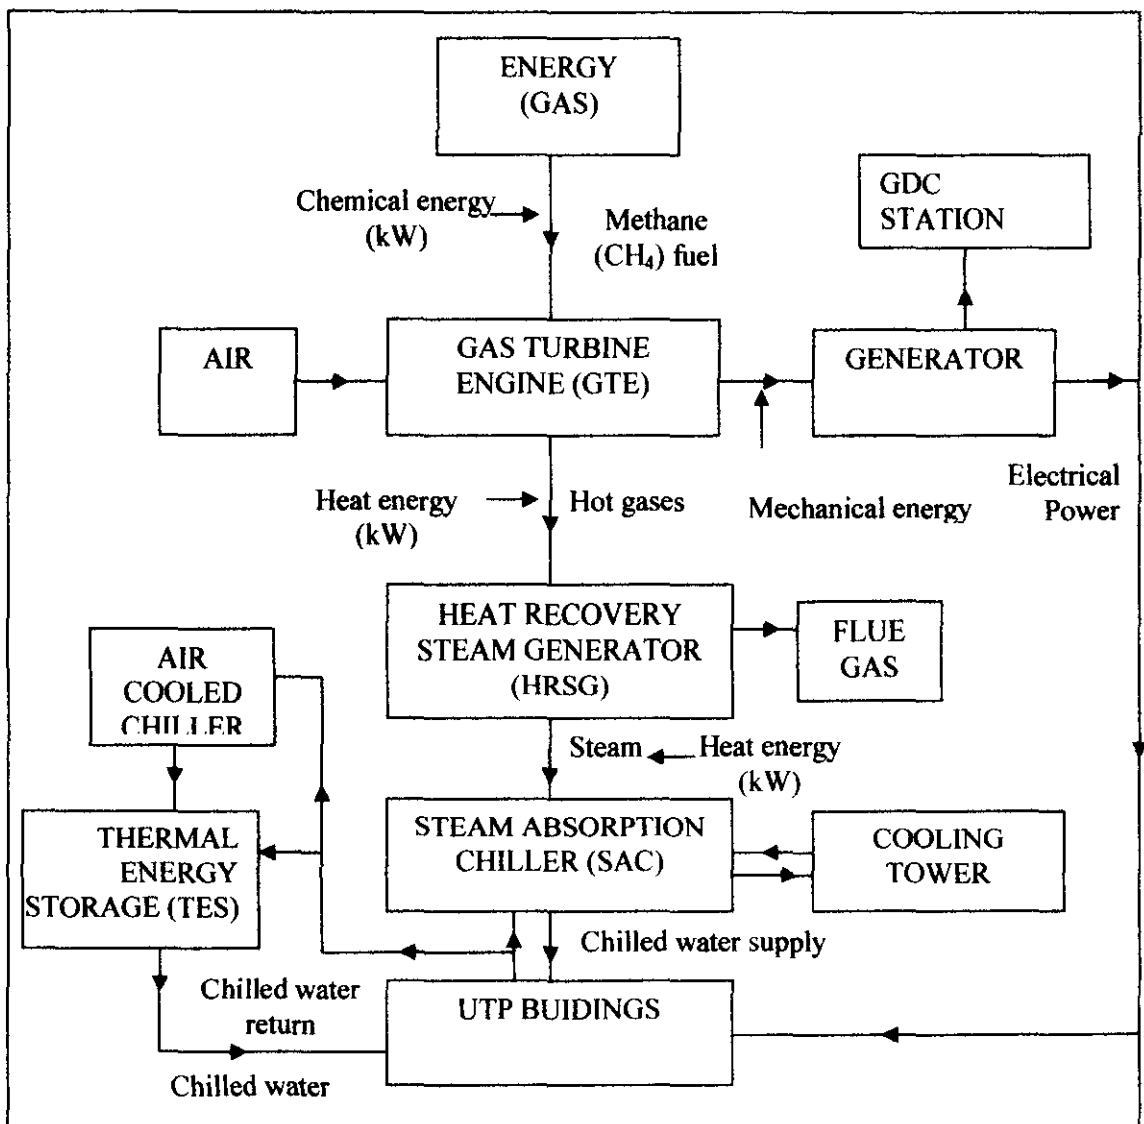 ENERGY
(GAS)
Chemical energy
(kW)
Methane
(CH₄) fuel
GDC
STATION
AIR
GAS TURBINE
ENGINE (GTE)
GENERATOR
Heat energy
(kW)
Hot gases
Mechanical energy
Electrical
Power
HEAT RECOVERY
STEAM GENERATOR
(HRSG)
FLUE
GAS
AIR
COOLED
CHILLER
Steam
Heat energy
(kW)
THERMAL
ENERGY
STORAGE (TES)
STEAM ABSORPTION
CHILLER (SAC)
COOLING
TOWER
Chilled water supply
Chilled water
return
UTP BUIDINGS
Chilled water